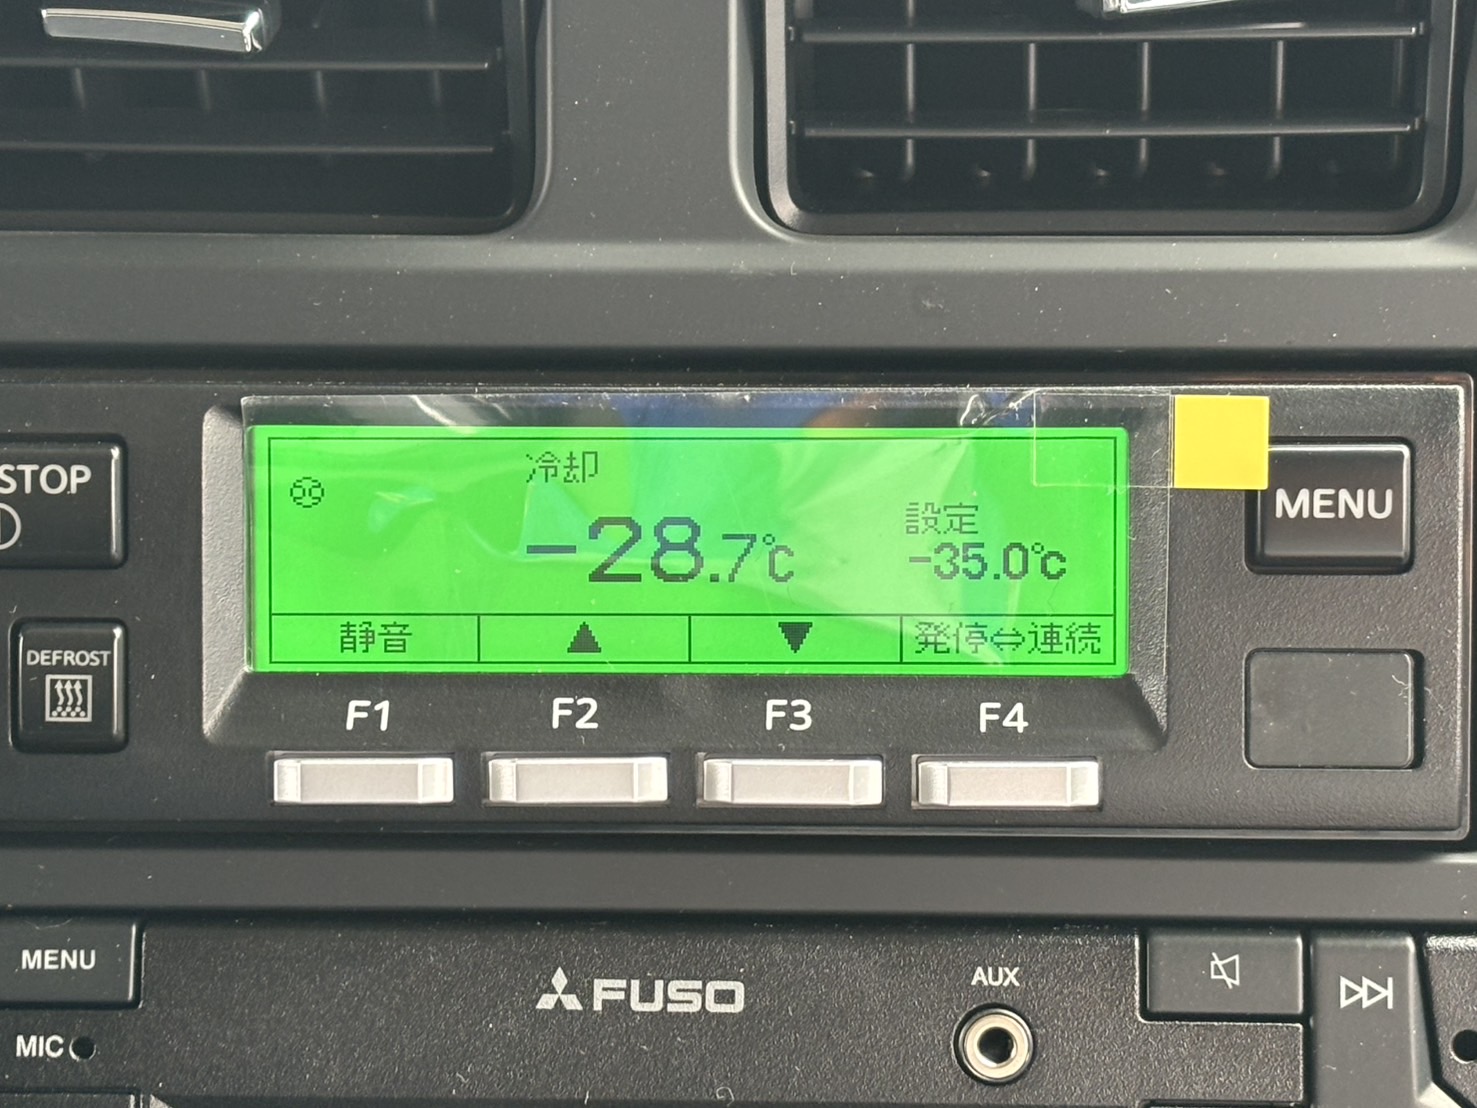 STOP
冷却
-28.7℃
設定
-35.0℃
MENU
静音 ▲ ▼ 発停⇔連続
DEFROST
F1 F2 F3 F4
MENU
FUSO
AUX
MIC